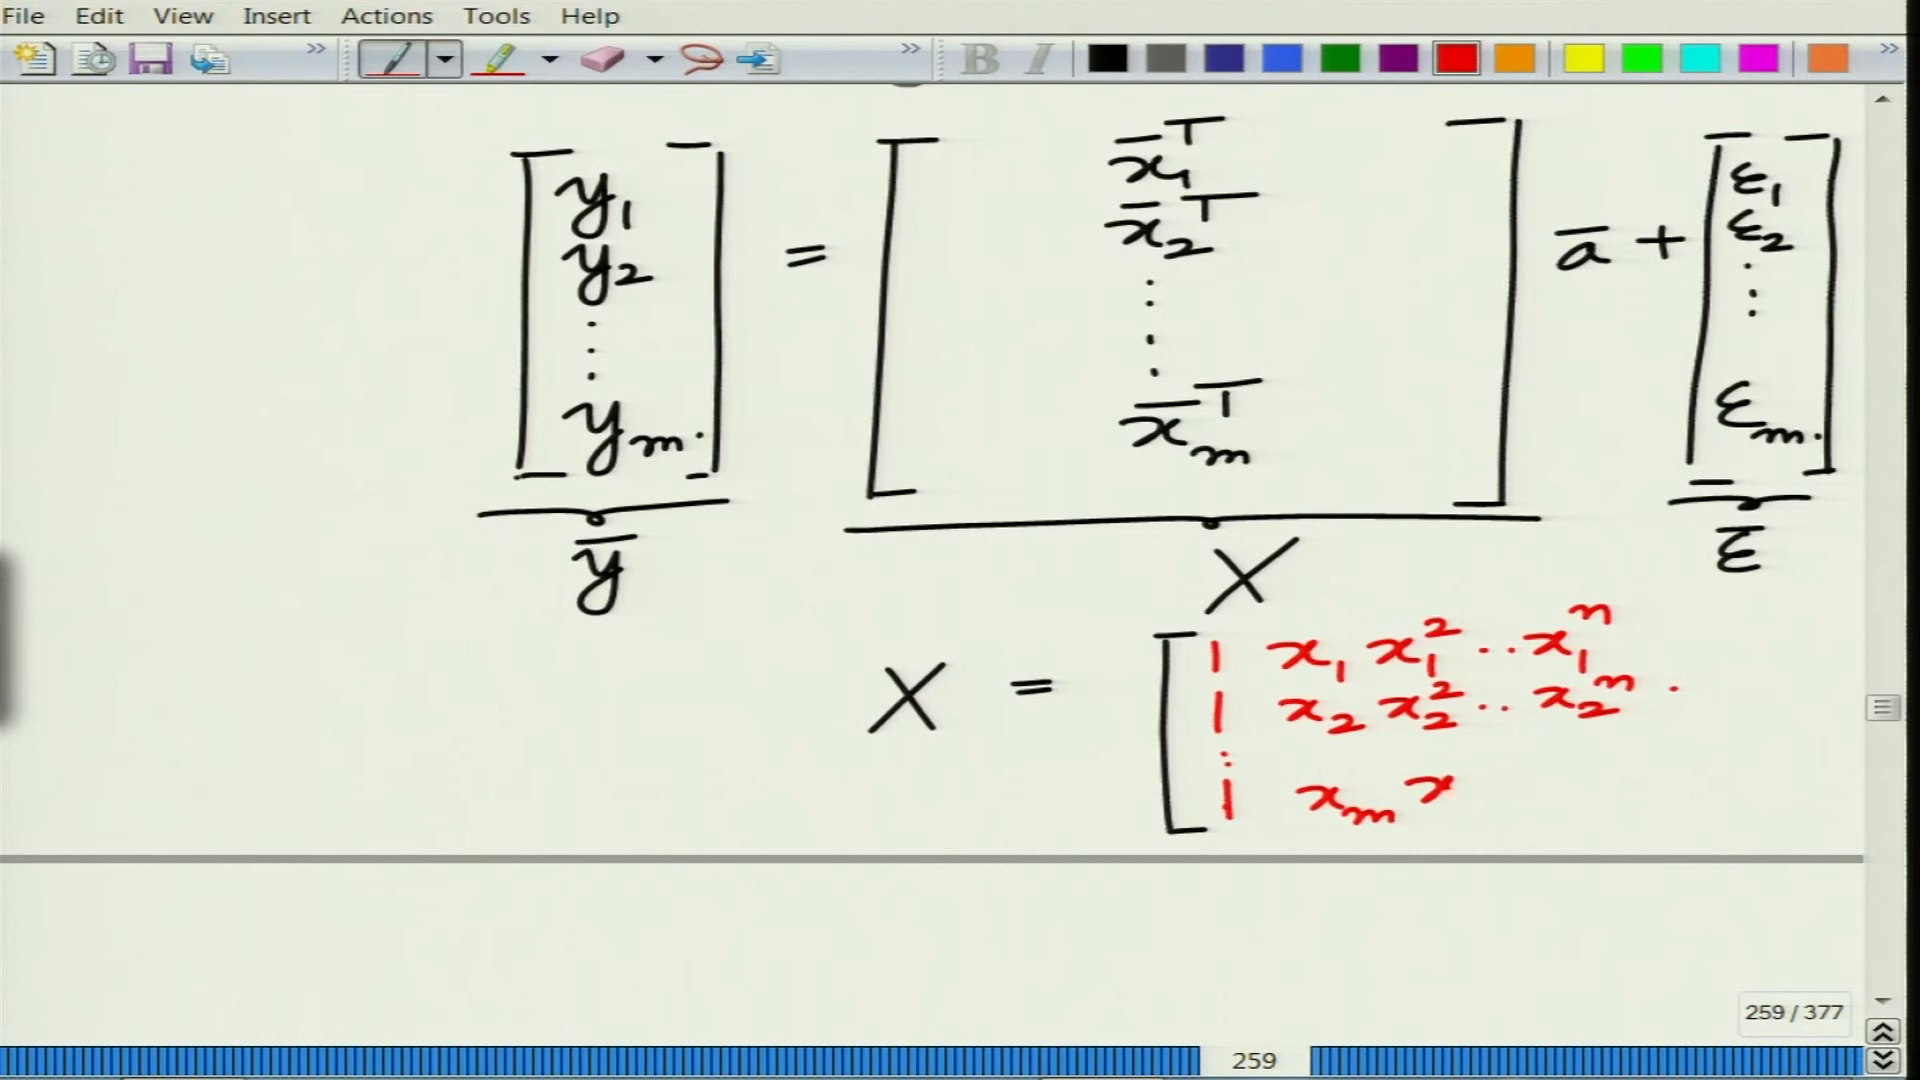 File Edit View Insert Actions Tools Help
B I
[y₁ y₂ ⋮ yₘ] = [x̄₁ᵀ x̄₂ᵀ ⋮ x̄ₘᵀ] ā + [ε₁ ε₂ ⋮ εₘ]
ȳ X ε̄
X = [1 x₁ x₁² ·· x₁ⁿ
1 x₂ x₂² ·· x₂ⁿ ·
⋮
1 xₘ x
259 / 377
259